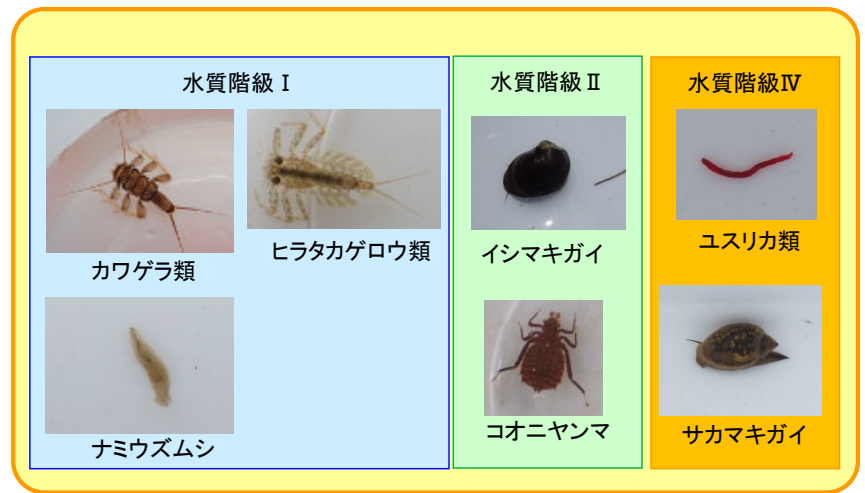 水質階級Ⅰ
カワゲラ類
ヒラタカゲロウ類
ナミウズムシ
水質階級Ⅱ
イシマキガイ
コオニヤンマ
水質階級Ⅳ
ユスリカ類
サカマキガイ